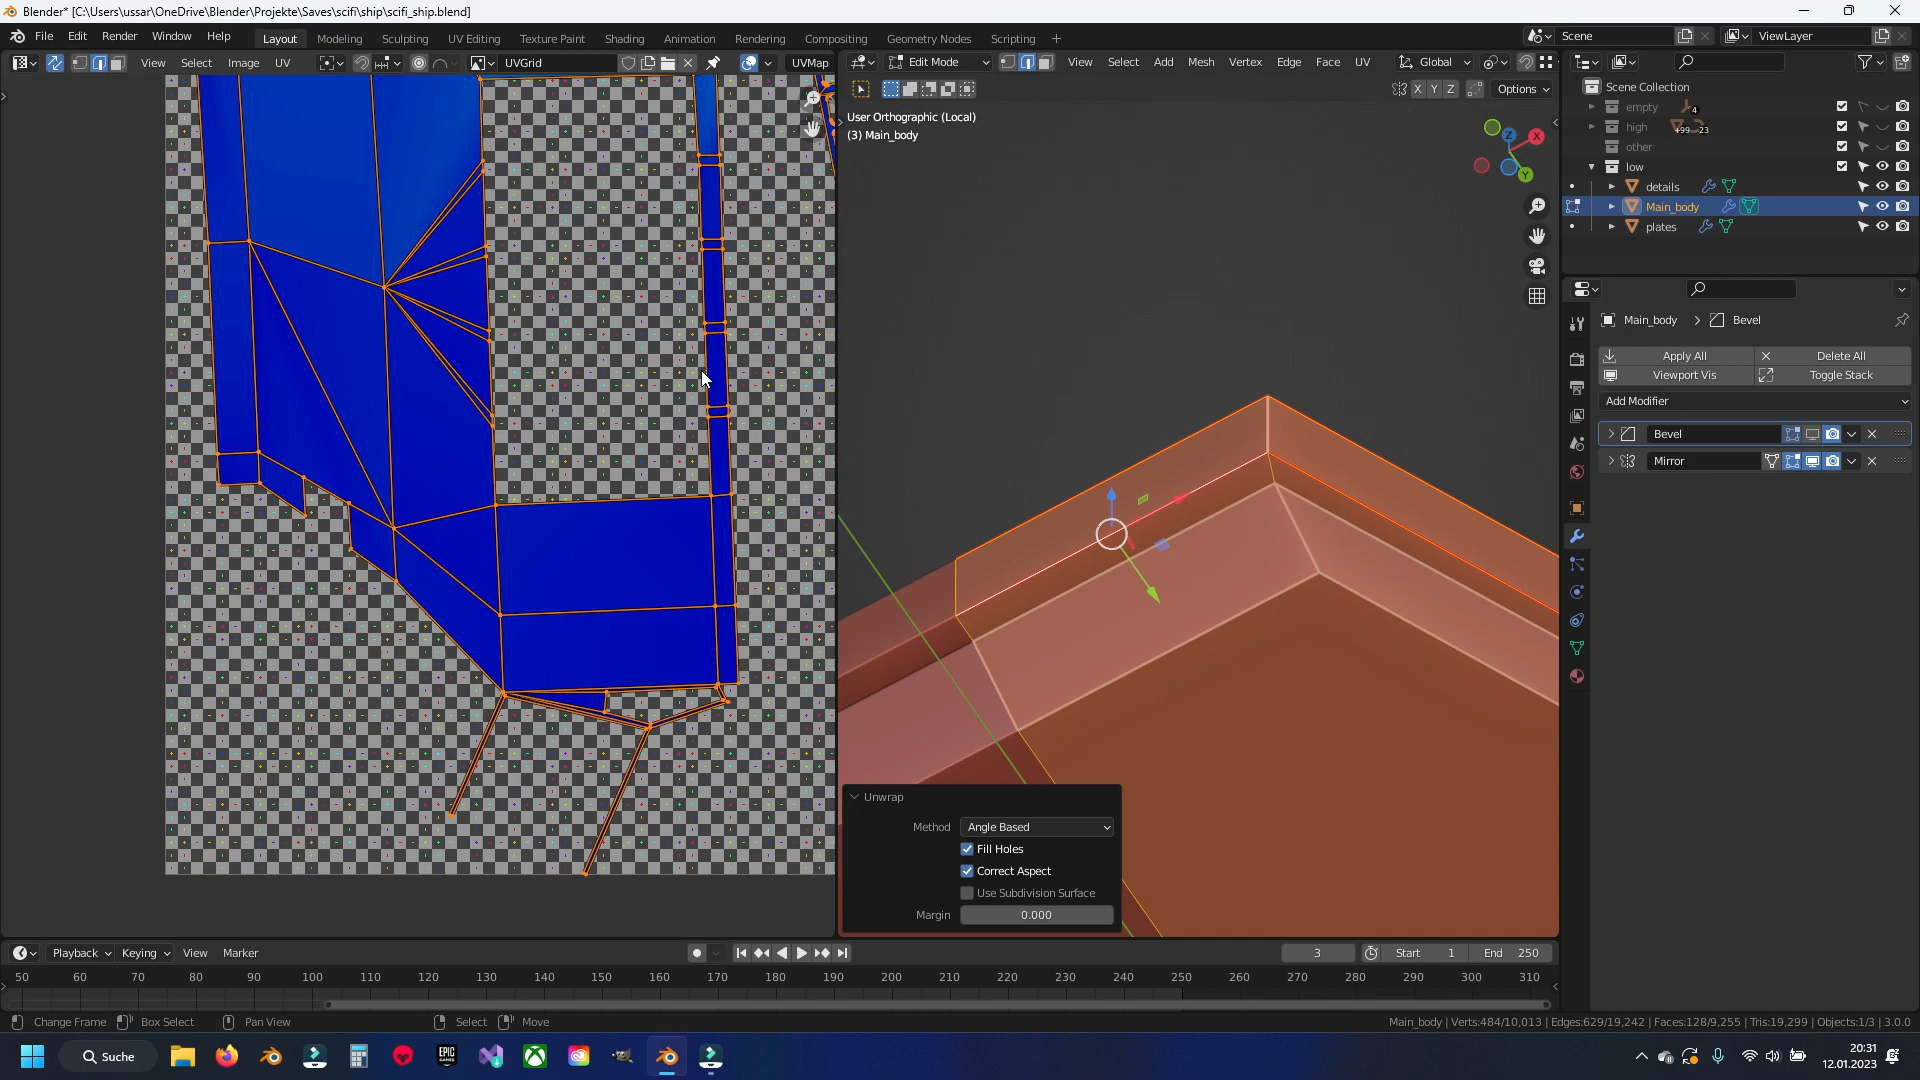 Blender* [C:\Users\ussar\OneDrive\Blender\Projekte\Saves\scifi\ship\scifi_ship.blend]
File Edit Render Window Help Layout Modeling Sculpting UV Editing Texture Paint Shading Animation Rendering Compositing Geometry Nodes Scripting + Scene ViewLayer
View Select Image UV UVGrid UVMap Edit Mode View Select Add Mesh Vertex Edge Face UV Global
X Y Z Options
User Orthographic (Local)
(3) Main_body
X
Z
Y
Scene Collection
empty 4
high +99 23
other
low
details
Main_body
plates
Main_body > Bevel
Apply All Delete All
Viewport Vis Toggle Stack
Add Modifier
Bevel
Mirror
Unwrap
Method Angle Based
Fill Holes
Correct Aspect
Use Subdivision Surface
Margin 0.000
Playback Keying View Marker 3 Start 1 End 250
50 60 70 80 90 100 110 120 130 140 150 160 170 180 190 200 210 220 230 240 250 260 270 280 290 300 310
Change Frame Box Select Pan View Select Move Main_body | Verts:484/10,013 | Edges:629/19,242 | Faces:128/9,255 | Tris:19,299 | Objects:1/3 | 3.0.0
Suche EPIC GAMES 20:31
12.01.2023